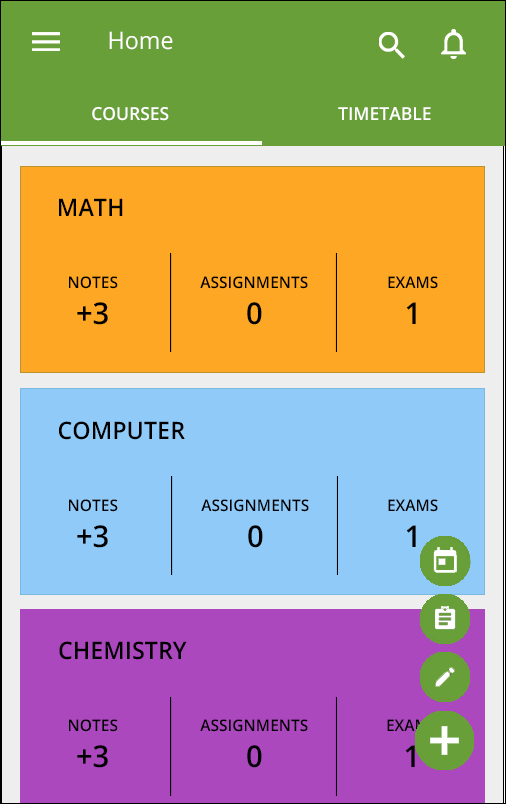 Home
COURSES TIMETABLE
MATH
NOTES ASSIGNMENTS EXAMS
+3 0 1
COMPUTER
NOTES ASSIGNMENTS EXAMS
+3 0 1
CHEMISTRY
NOTES ASSIGNMENTS EXAM
+3 0 1